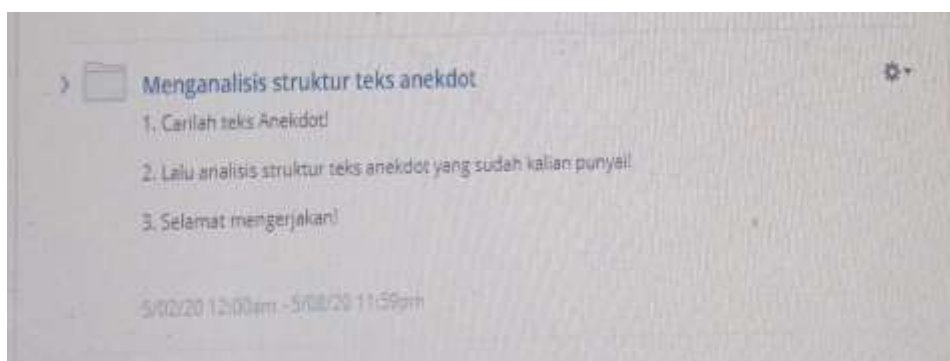 Menganalisis struktur teks anekdot
1. Carilah teks Anekdot!
2. Lalu analisis struktur teks anekdot yang sudah kalian punyai!
3. Selamat mengerjakan!
5/02/20 12:00am - 5/08/20 11:59pm